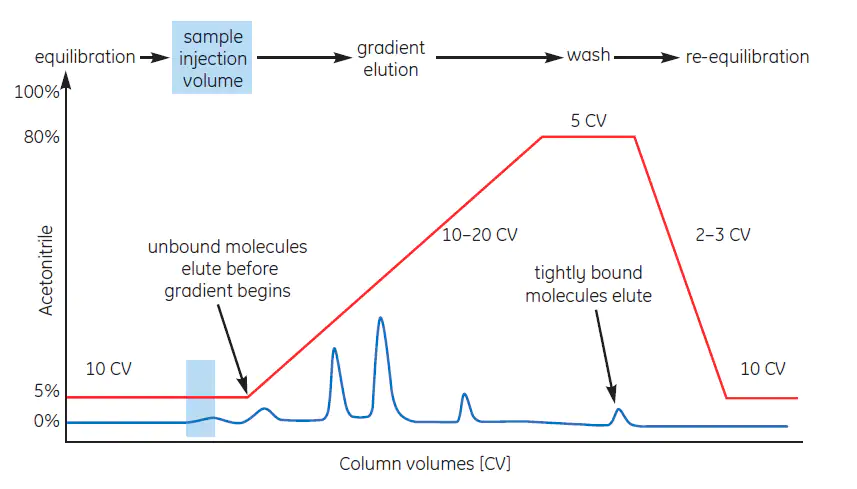 equilibration
sample
injection
volume
gradient
elution
wash
re-equilibration
100%
80%
5%
0%
Acetonitrile
5 CV
10–20 CV
2–3 CV
unbound molecules
elute before
gradient begins
tightly bound
molecules elute
10 CV
10 CV
Column volumes [CV]